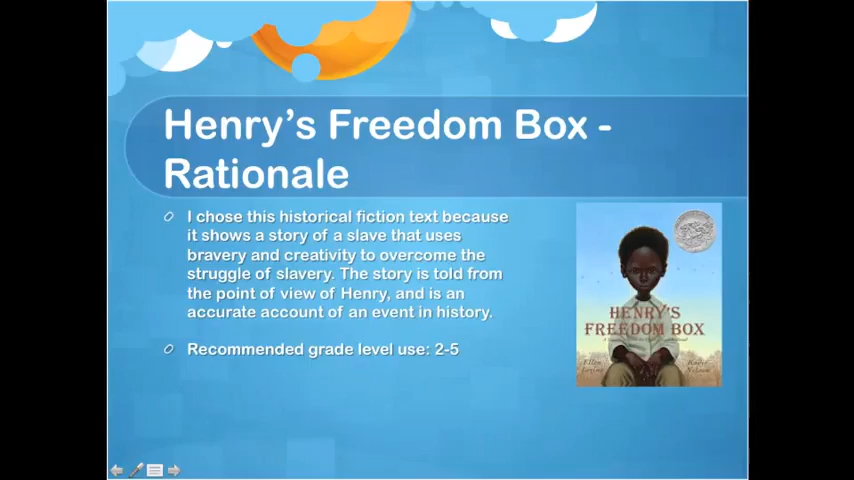 Henry's Freedom Box -
Rationale
I chose this historical fiction text because
it shows a story of a slave that uses
bravery and creativity to overcome the
struggle of slavery. The story is told from
the point of view of Henry, and is an
accurate account of an event in history.
Recommended grade level use: 2-5
HENRY'S
FREEDOM BOX